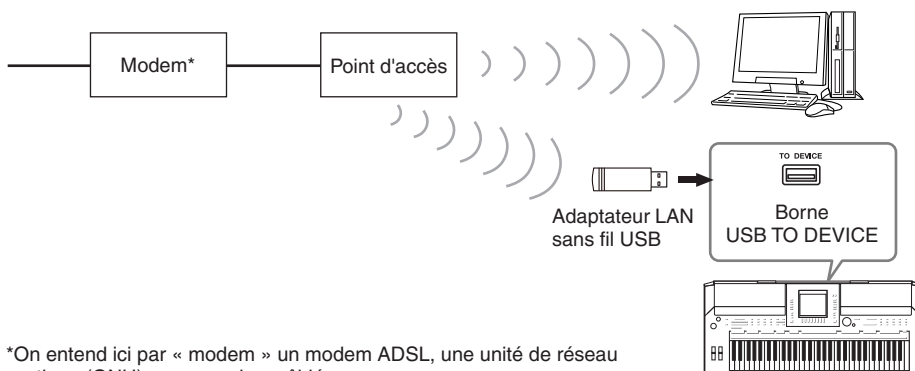 Modem*
Point d'accès
TO DEVICE
Adaptateur LAN
sans fil USB
Borne
USB TO DEVICE
*On entend ici par « modem » un modem ADSL, une unité de réseau